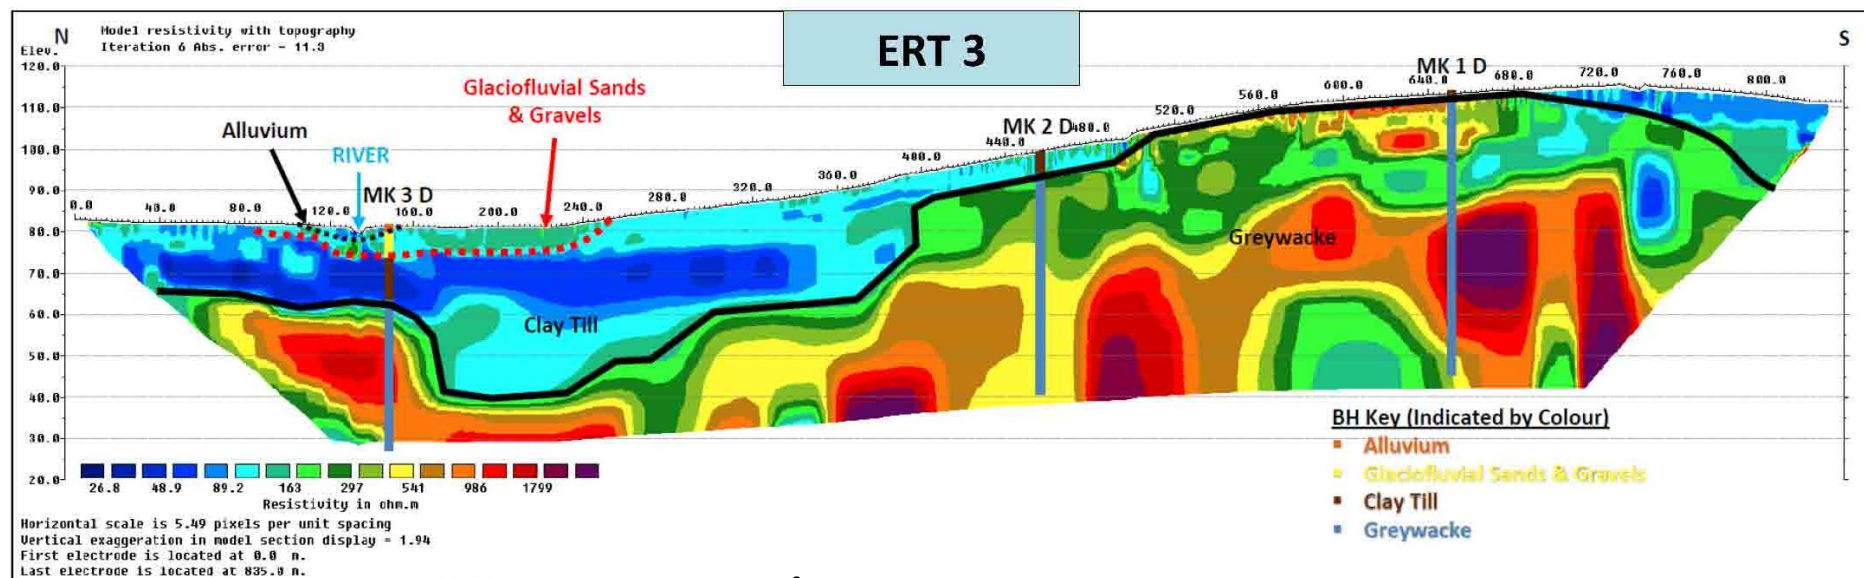 N
Model resistivity with topography
Iteration 6 Abs. error = 11.3
Elev.
ERT 3
S
120.0
110.0
100.0
90.0
80.0
70.0
60.0
50.0
40.0
30.0
20.0
0.0 40.0 80.0 120.0 160.0 200.0 240.0 280.0 320.0 360.0 400.0 440.0 480.0 520.0 560.0 600.0 640.0 680.0 720.0 760.0 800.0
MK 1 D
Glaciofluvial Sands
& Gravels
Alluvium
RIVER
MK 2 D
MK 3 D
Greywacke
Clay Till
BH Key (Indicated by Colour)
Alluvium
Glaciofluvial Sands & Gravels
Clay Till
Greywacke
26.8 48.9 89.2 163 297 541 986 1799
Resistivity in ohm.m
Horizontal scale is 5.49 pixels per unit spacing
Vertical exaggeration in model section display = 1.94
First electrode is located at 0.0 m.
Last electrode is located at 835.0 m.